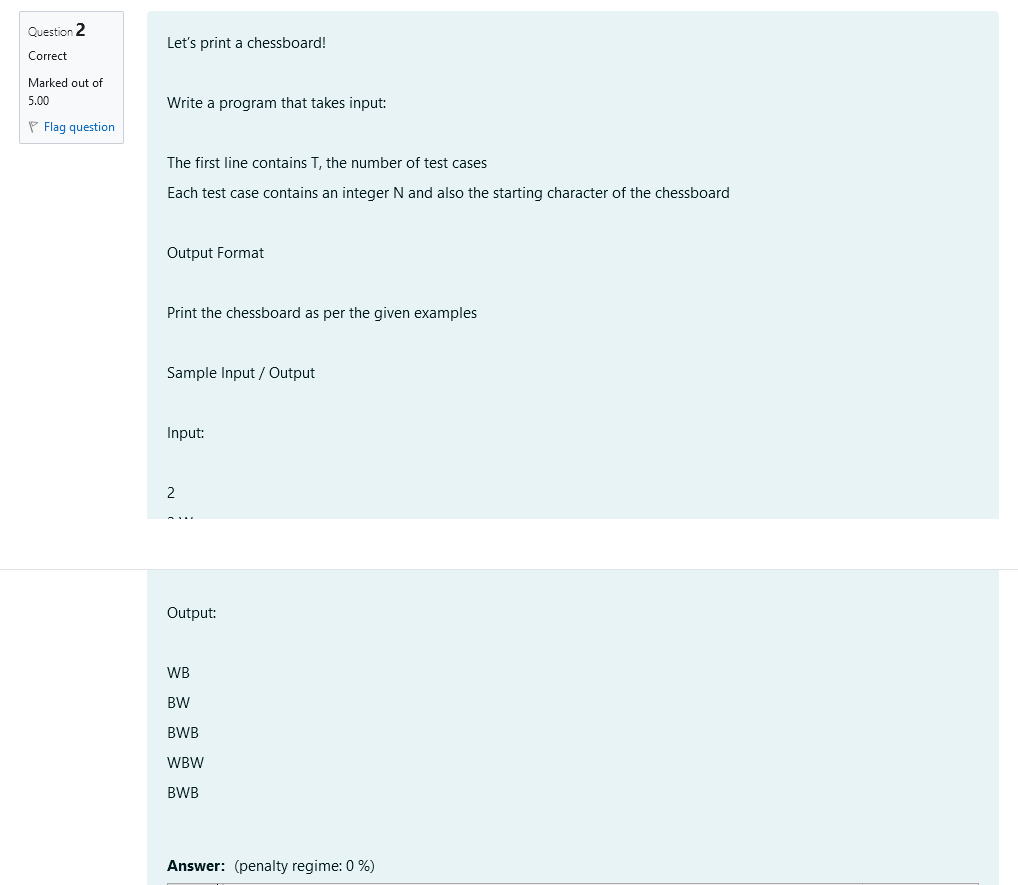 Question 2
Correct
Marked out of
5.00
Flag question
Let's print a chessboard!
Write a program that takes input:
The first line contains T, the number of test cases
Each test case contains an integer N and also the starting character of the chessboard
Output Format
Print the chessboard as per the given examples
Sample Input / Output
Input:
2
Output:
WB
BW
BWB
WBW
BWB
Answer: (penalty regime: 0 %)